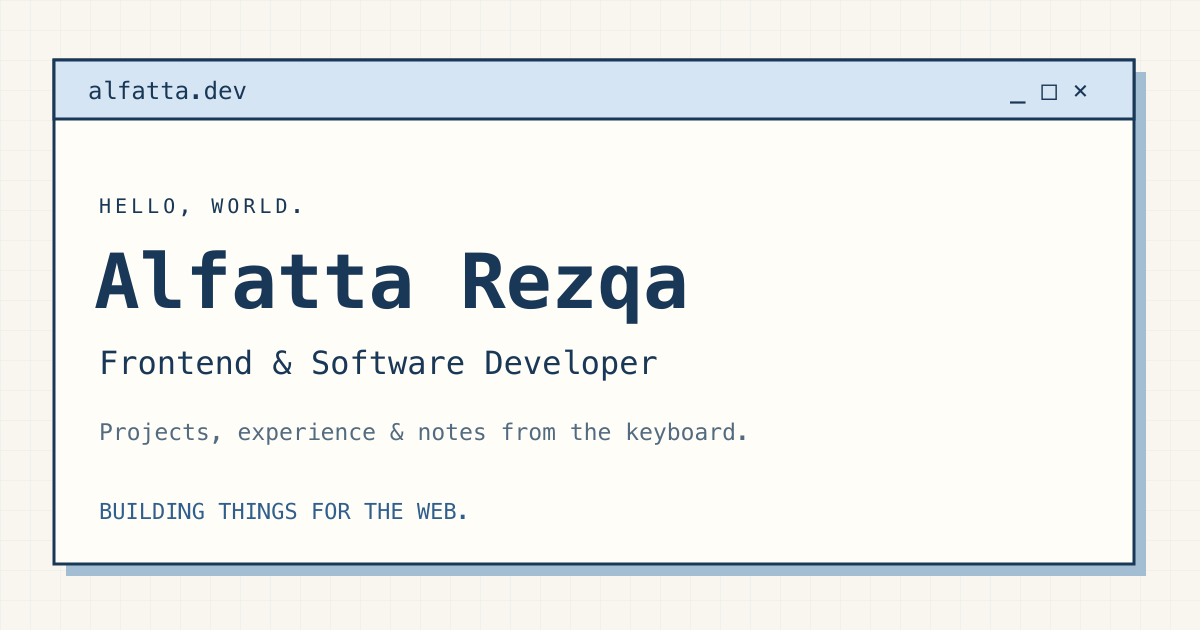 alfatta.dev _ □ ×
HELLO, WORLD.
Alfatta Rezqa
Frontend & Software Developer
Projects, experience & notes from the keyboard.
BUILDING THINGS FOR THE WEB.